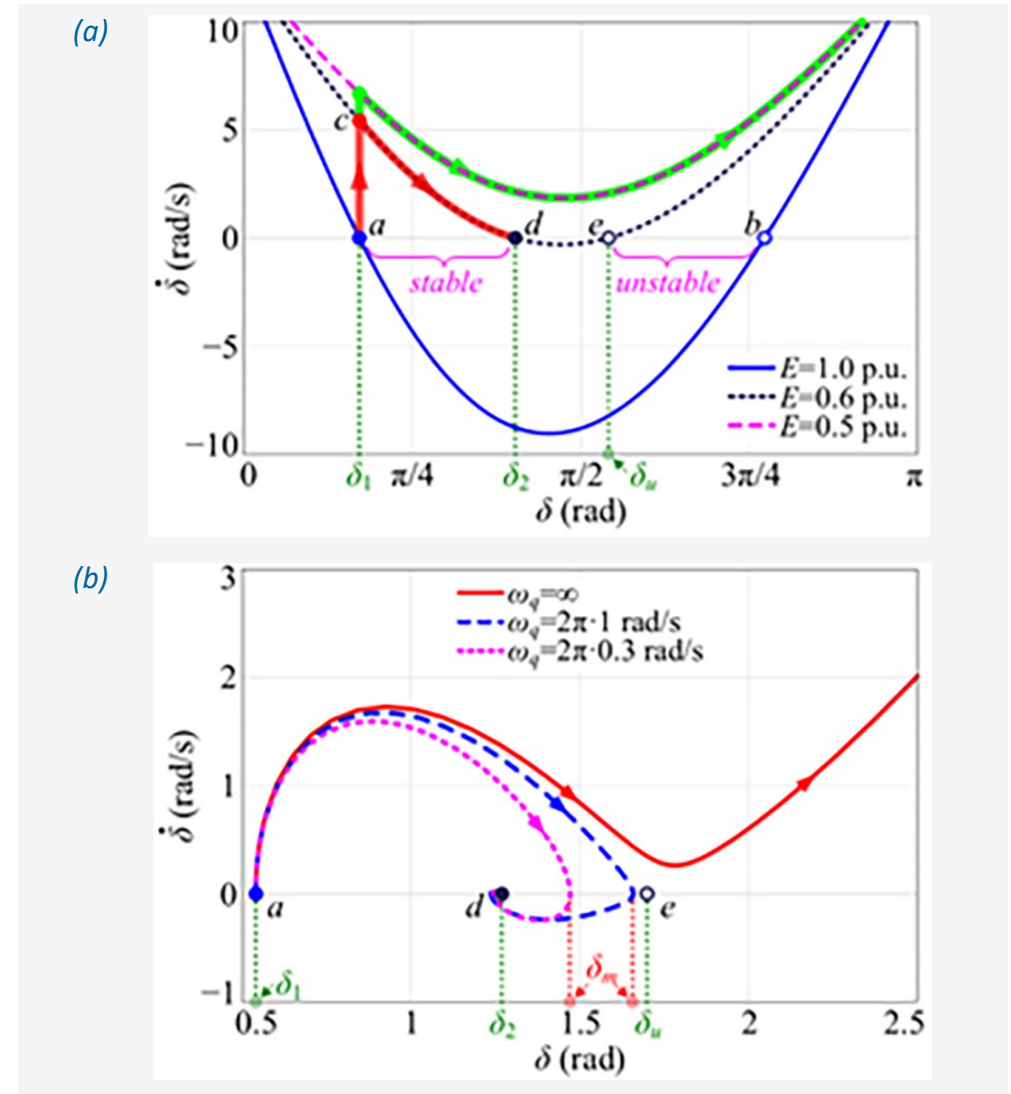 (a)
10
5
0
−5
−10
δ̇ (rad/s)
c
a
d
e
b
stable
unstable
E=1.0 p.u.
E=0.6 p.u.
E=0.5 p.u.
0
δ1
π/4
δ2
π/2
δu
3π/4
π
δ (rad)
(b)
3
2
1
0
−1
δ̇ (rad/s)
ωq=∞
ωq=2π·1 rad/s
ωq=2π·0.3 rad/s
a
d
e
δ1
δm
0.5
1
δ2
1.5
δu
2
2.5
δ (rad)